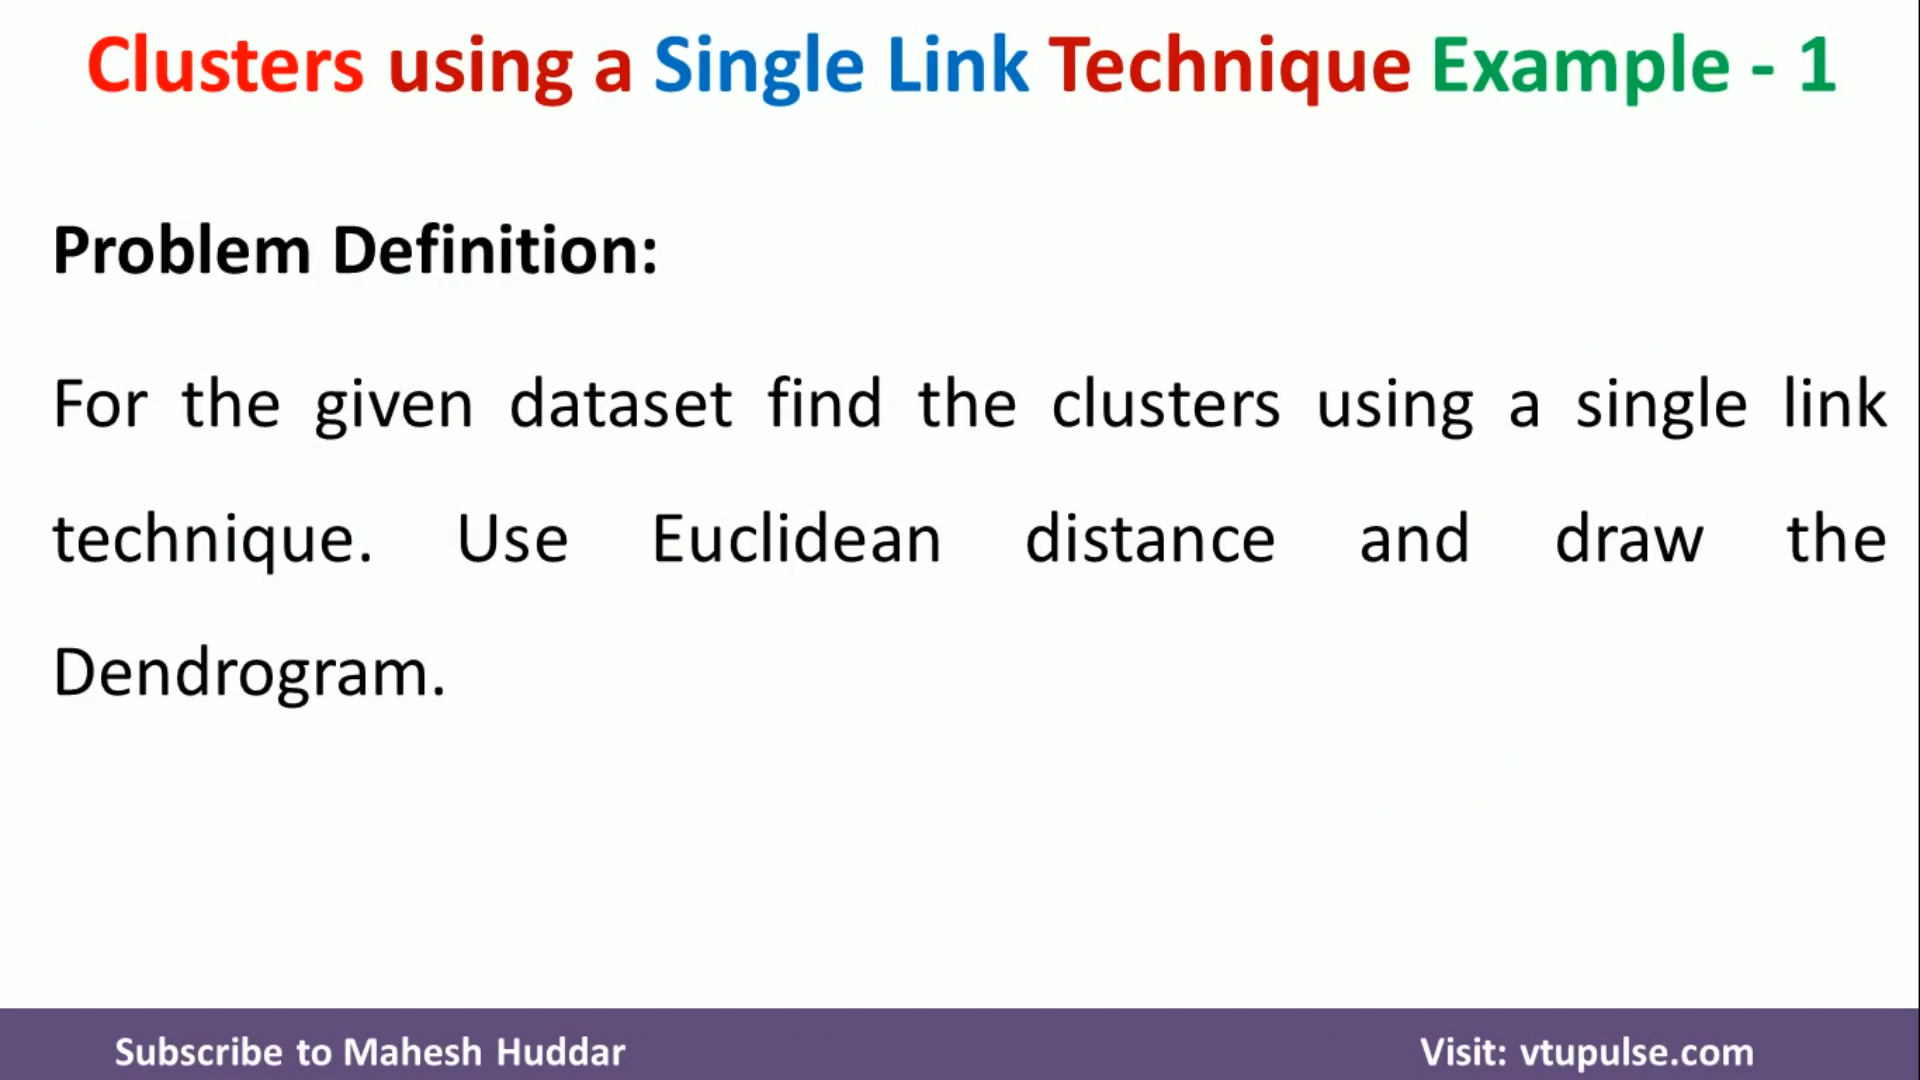 Clusters using a Single Link Technique Example - 1
Problem Definition:
For the given dataset find the clusters using a single link
technique. Use Euclidean distance and draw the
Dendrogram.
Subscribe to Mahesh Huddar
Visit: vtupulse.com